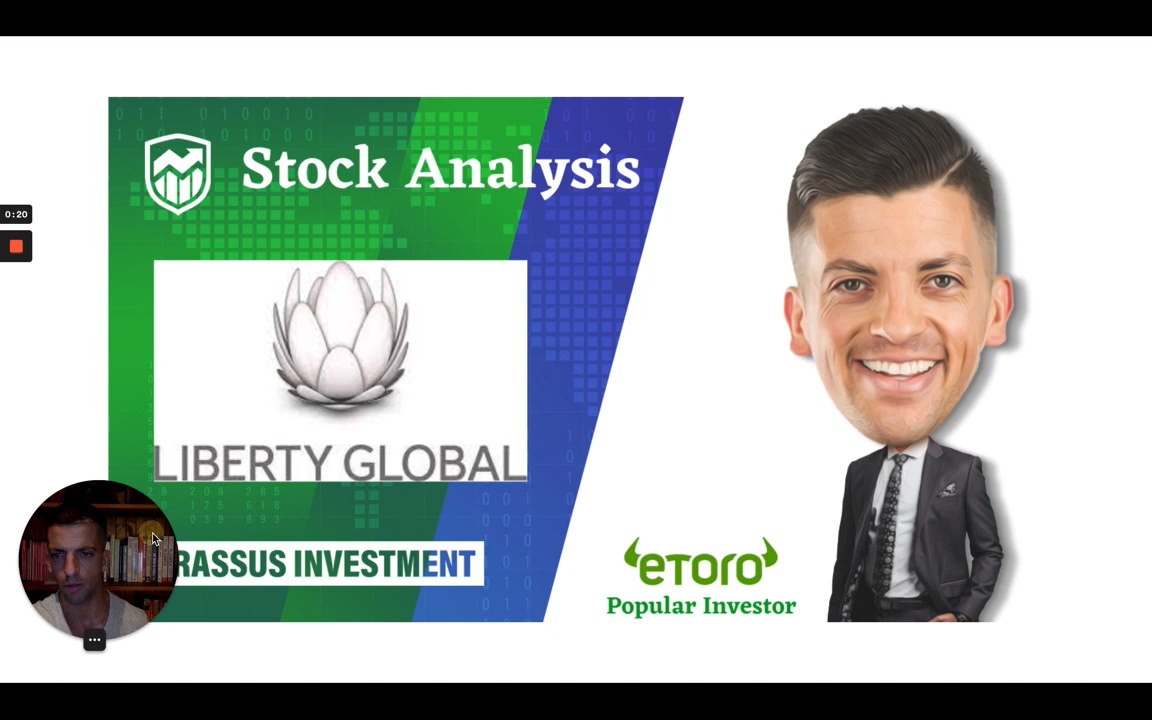 Stock Analysis
LIBERTY GLOBAL
RASSUS INVESTMENT
eToro
Popular Investor
0:20